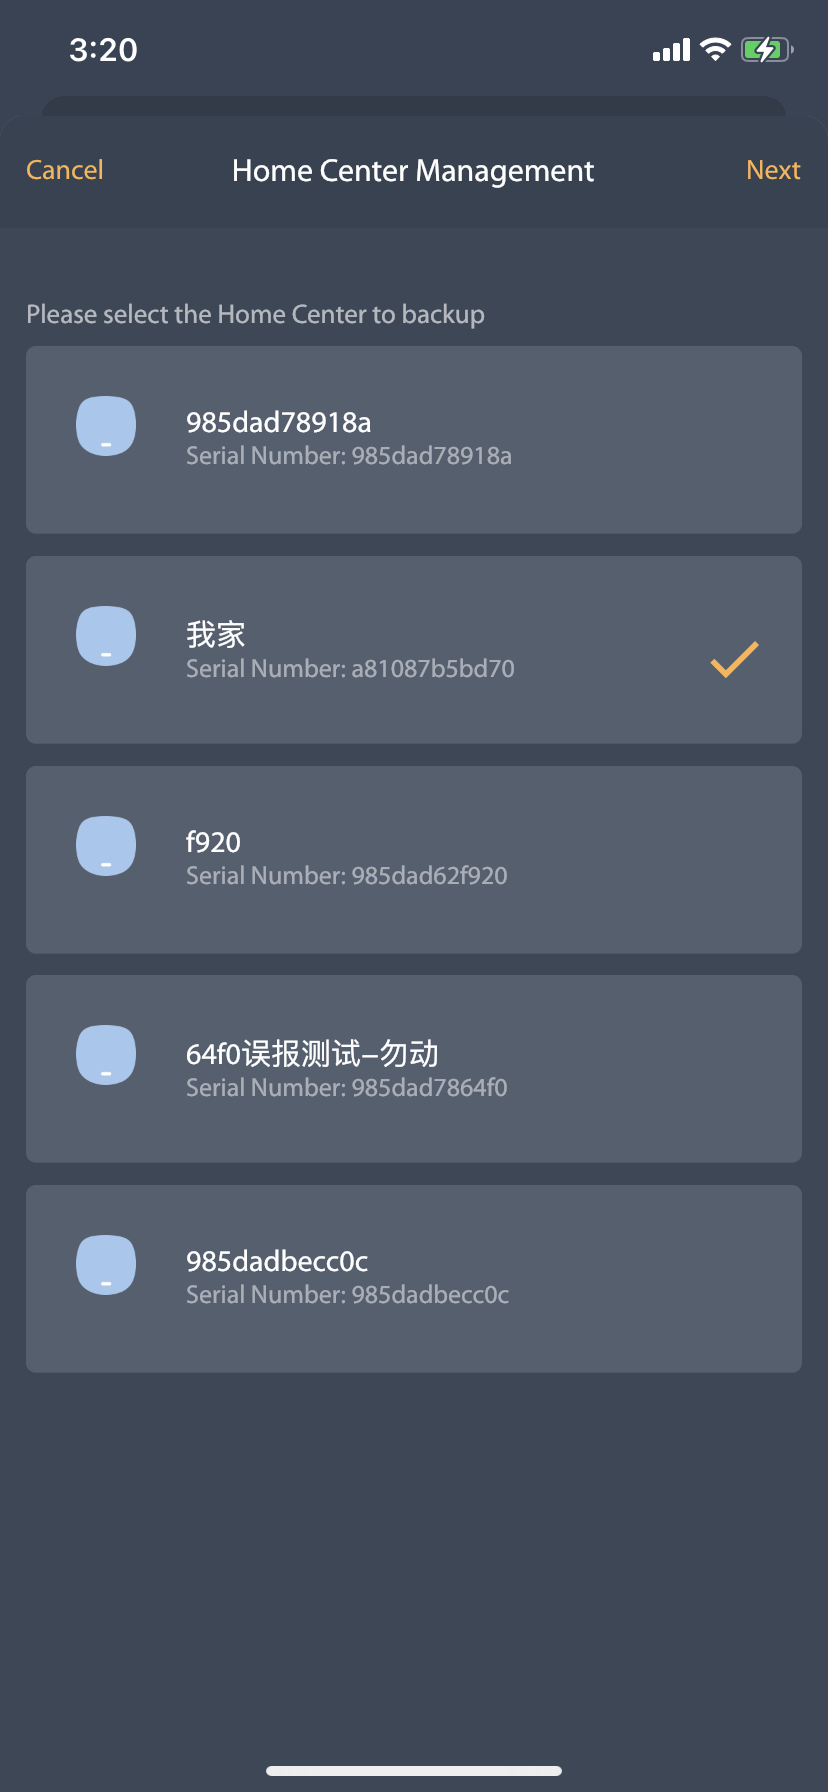 3:20
Cancel
Home Center Management
Next
Please select the Home Center to backup
985dad78918a
Serial Number: 985dad78918a
我家
Serial Number: a81087b5bd70
f920
Serial Number: 985dad62f920
64f0误报测试–勿动
Serial Number: 985dad7864f0
985dadbecc0c
Serial Number: 985dadbecc0c